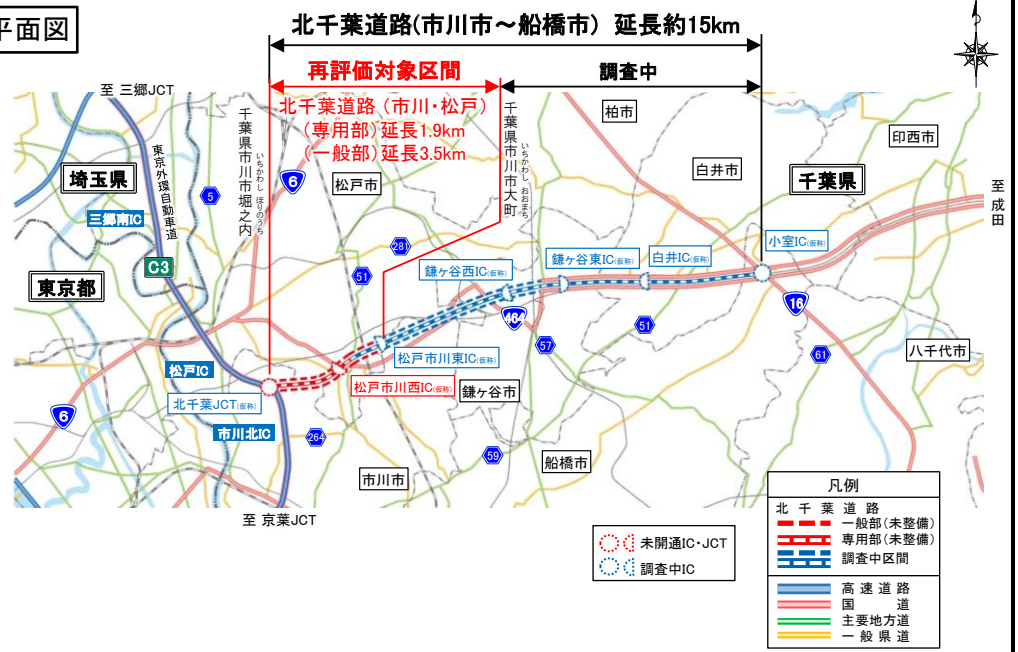 平面図
北千葉道路(市川市～船橋市) 延長約15km
再評価対象区間
調査中
北千葉道路（市川・松戸）
（専用部）延長1.9km
（一般部）延長3.5km
至 三郷JCT
千葉県市川市堀之内
いちかわし ほりのうち
千葉県市川市大町
いちかわし おおまち
東京外環自動車道
柏市
印西市
白井市
千葉県
埼玉県
松戸市
6
5
至成田
三郷南IC
C3
東京都
281
51
小室IC(仮称)
鎌ヶ谷西IC(仮称)
鎌ヶ谷東IC(仮称)
白井IC(仮称)
16
464
51
57
61
八千代市
松戸市川東IC(仮称)
松戸IC
松戸市川西IC(仮称)
鎌ヶ谷市
北千葉JCT(仮称)
6
市川北IC
264
59
船橋市
市川市
至 京葉JCT
凡例
北千葉道路
一般部(未整備)
専用部(未整備)
調査中区間
高速道路
国道
主要地方道
一般県道
未開通IC・JCT
調査中IC